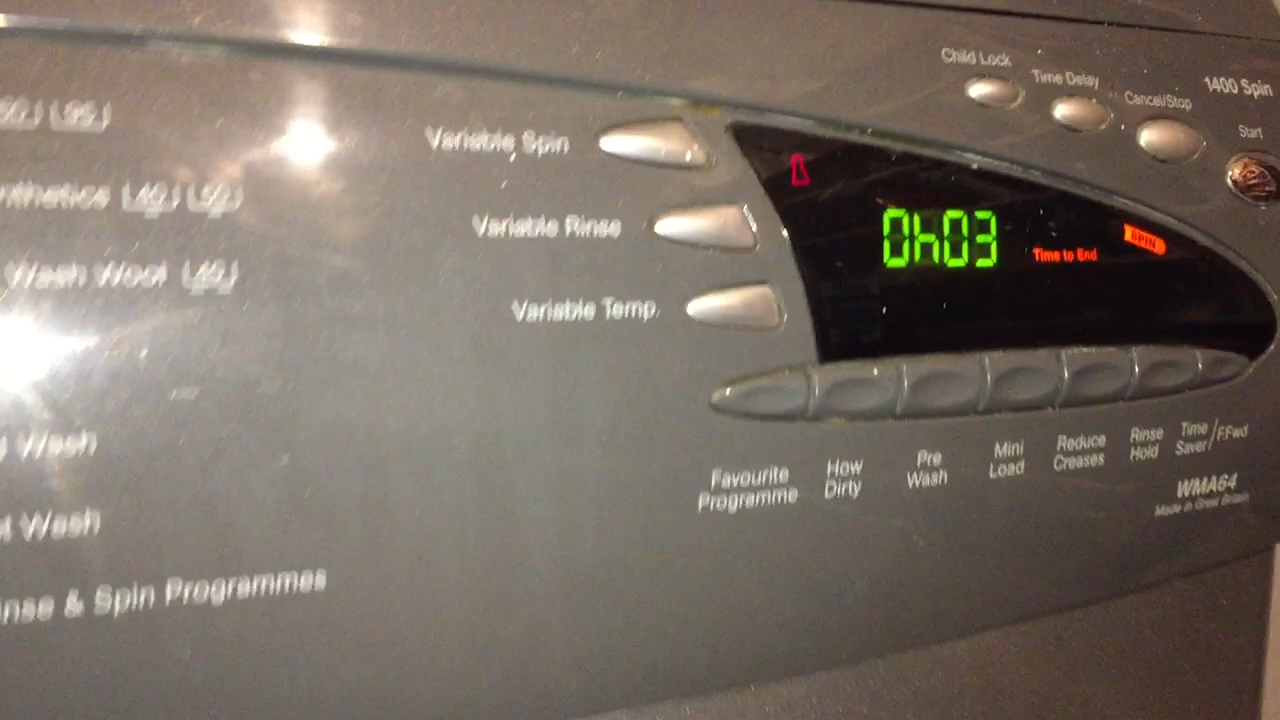 Child Lock
Time Delay
Cancel/Stop
1400 Spin
Start
Variable Spin
Variable Rinse
Variable Temp.
0h03
Time to End
SPIN
Wash Wool
Wash
Wash
& Spin Programmes
Favourite
Programme
How
Dirty
Pre
Wash
Mini
Load
Reduce
Creases
Rinse
Hold
Time
Saver/F.Fwd
WMA64
Made in Great Britain